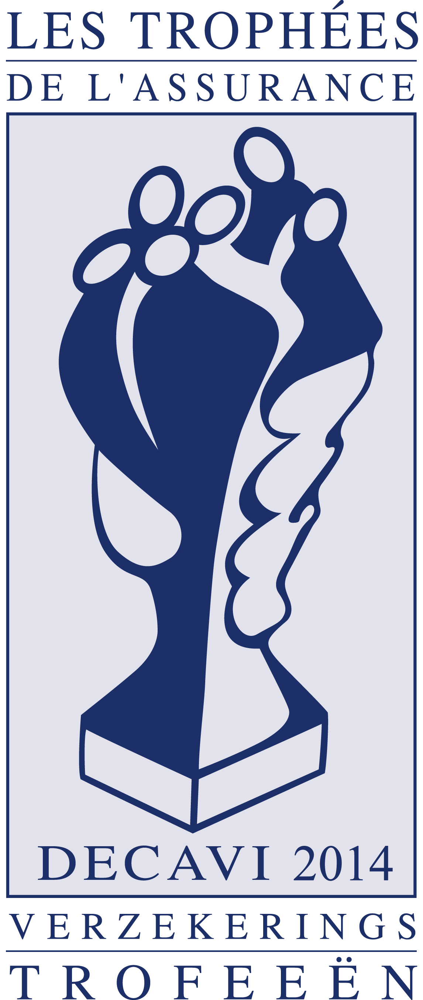 LES TROPHÉES
DE L'ASSURANCE
DECAVI 2014
VERZEKERINGS
TROFEEËN